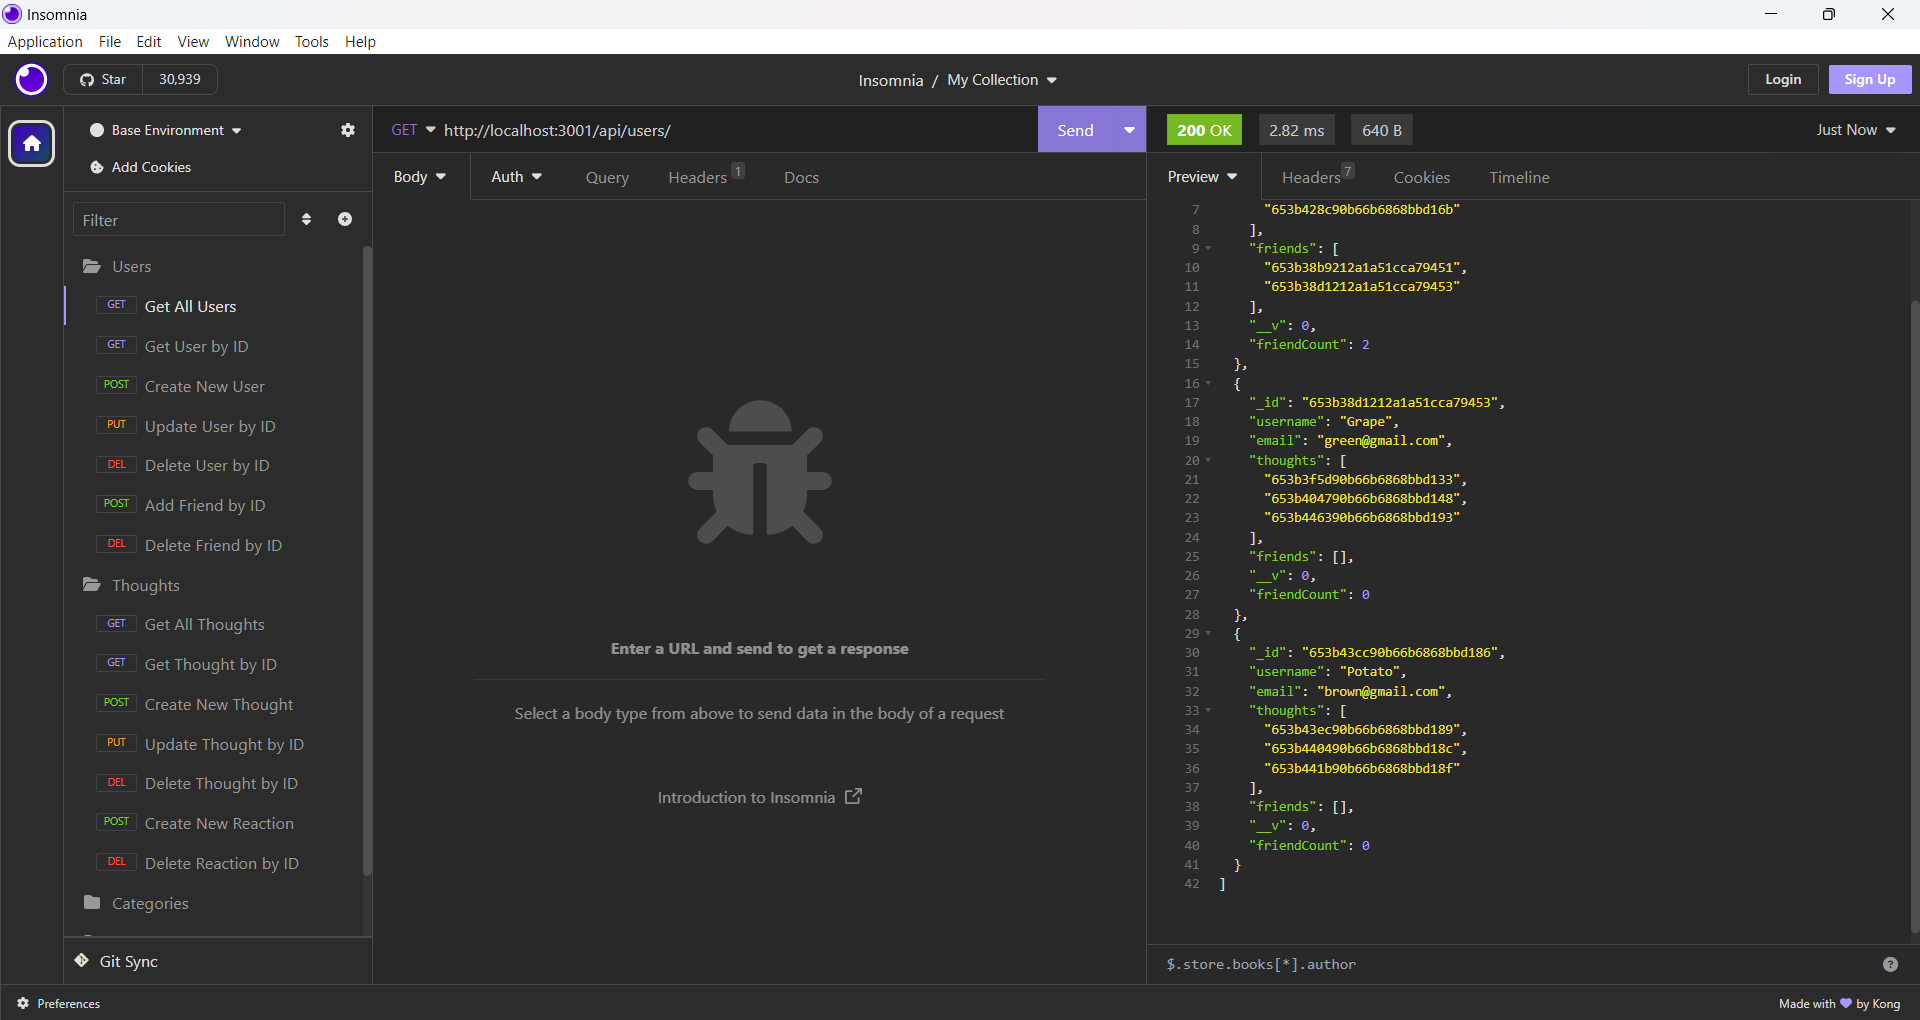 Insomnia
Application File Edit View Window Tools Help
Star 30,939
Insomnia / My Collection
Login Sign Up
Base Environment
Add Cookies
Filter
Users
GET Get All Users
GET Get User by ID
POST Create New User
PUT Update User by ID
DEL Delete User by ID
POST Add Friend by ID
DEL Delete Friend by ID
Thoughts
GET Get All Thoughts
GET Get Thought by ID
POST Create New Thought
PUT Update Thought by ID
DEL Delete Thought by ID
POST Create New Reaction
DEL Delete Reaction by ID
Categories
Git Sync
Preferences
GET http://localhost:3001/api/users/ Send
Body Auth Query Headers 1 Docs
Enter a URL and send to get a response
Select a body type from above to send data in the body of a request
Introduction to Insomnia
200 OK 2.82 ms 640 B Just Now
Preview Headers 7 Cookies Timeline
7 "653b428c90b66b6868bbd16b"
8 ],
9 "friends": [
10 "653b38b9212a1a51cca79451",
11 "653b38d1212a1a51cca79453"
12 ],
13 "__v": 0,
14 "friendCount": 2
15 },
16 {
17 "_id": "653b38d1212a1a51cca79453",
18 "username": "Grape",
19 "email": "green@gmail.com",
20 "thoughts": [
21 "653b3f5d90b66b6868bbd133",
22 "653b404790b66b6868bbd148",
23 "653b446390b66b6868bbd193"
24 ],
25 "friends": [],
26 "__v": 0,
27 "friendCount": 0
28 },
29 {
30 "_id": "653b43cc90b66b6868bbd186",
31 "username": "Potato",
32 "email": "brown@gmail.com",
33 "thoughts": [
34 "653b43ec90b66b6868bbd189",
35 "653b440490b66b6868bbd18c",
36 "653b441b90b66b6868bbd18f"
37 ],
38 "friends": [],
39 "__v": 0,
40 "friendCount": 0
41 }
42 ]
$.store.books[*].author
Made with 💜 by Kong